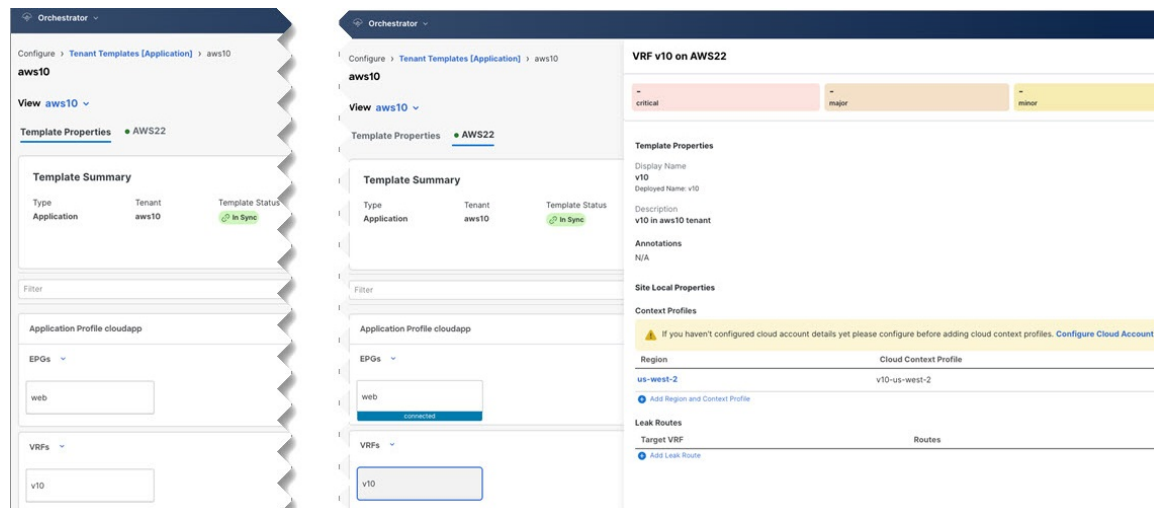 Orchestrator
Configure > Tenant Templates [Application] > aws10
aws10
View aws10
Template Properties AWS22
Template Summary
Type Tenant Template Status
Application aws10 In Sync
Filter
Application Profile cloudapp
EPGs
web
VRFs
v10
Orchestrator
Configure > Tenant Templates [Application] > aws10
aws10
View aws10
Template Properties AWS22
Template Summary
Type Tenant Template Status
Application aws10 In Sync
Filter
Application Profile cloudapp
EPGs
web
connected
VRFs
v10
VRF v10 on AWS22
- - -
critical major minor
Template Properties
Display Name
v10
Deployed Name: v10
Description
v10 in aws10 tenant
Annotations
N/A
Site Local Properties
Context Profiles
If you haven't configured cloud account details yet please configure before adding cloud context profiles. Configure Cloud Account
Region Cloud Context Profile
us-west-2 v10-us-west-2
Add Region and Context Profile
Leak Routes
Target VRF Routes
Add Leak Route